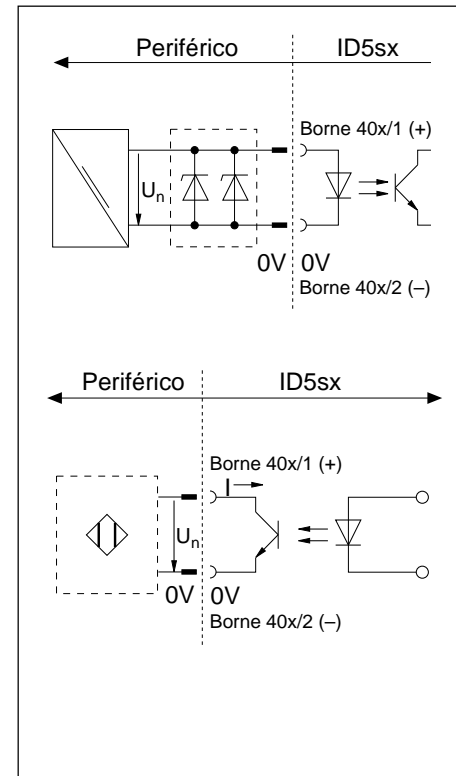 Periférico ID5sx
Borne 40x/1 (+)
Un
0V 0V
Borne 40x/2 (–)
Periférico ID5sx
Borne 40x/1 (+)
I
Un
0V 0V
Borne 40x/2 (–)